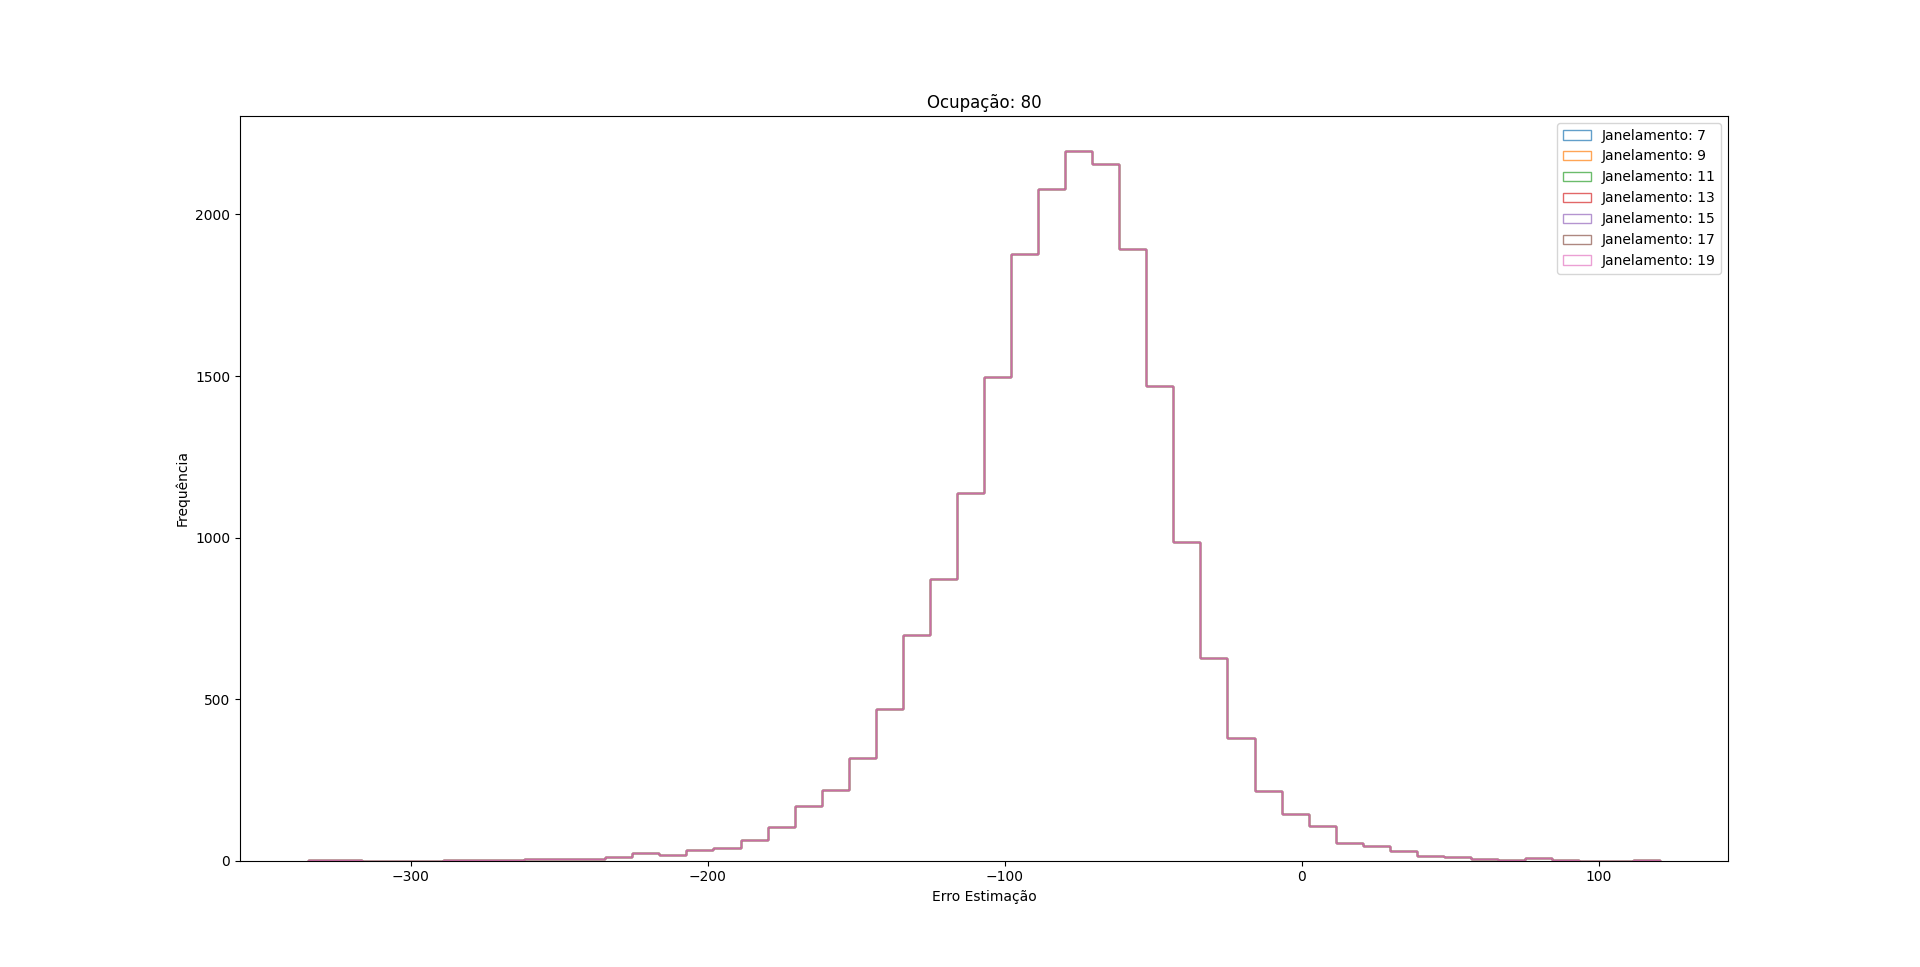 Ocupação: 80
Janelamento: 7
Janelamento: 9
Janelamento: 11
Janelamento: 13
Janelamento: 15
Janelamento: 17
Janelamento: 19
Frequência
2000
1500
1000
500
0
−300
−200
−100
0
100
Erro Estimação